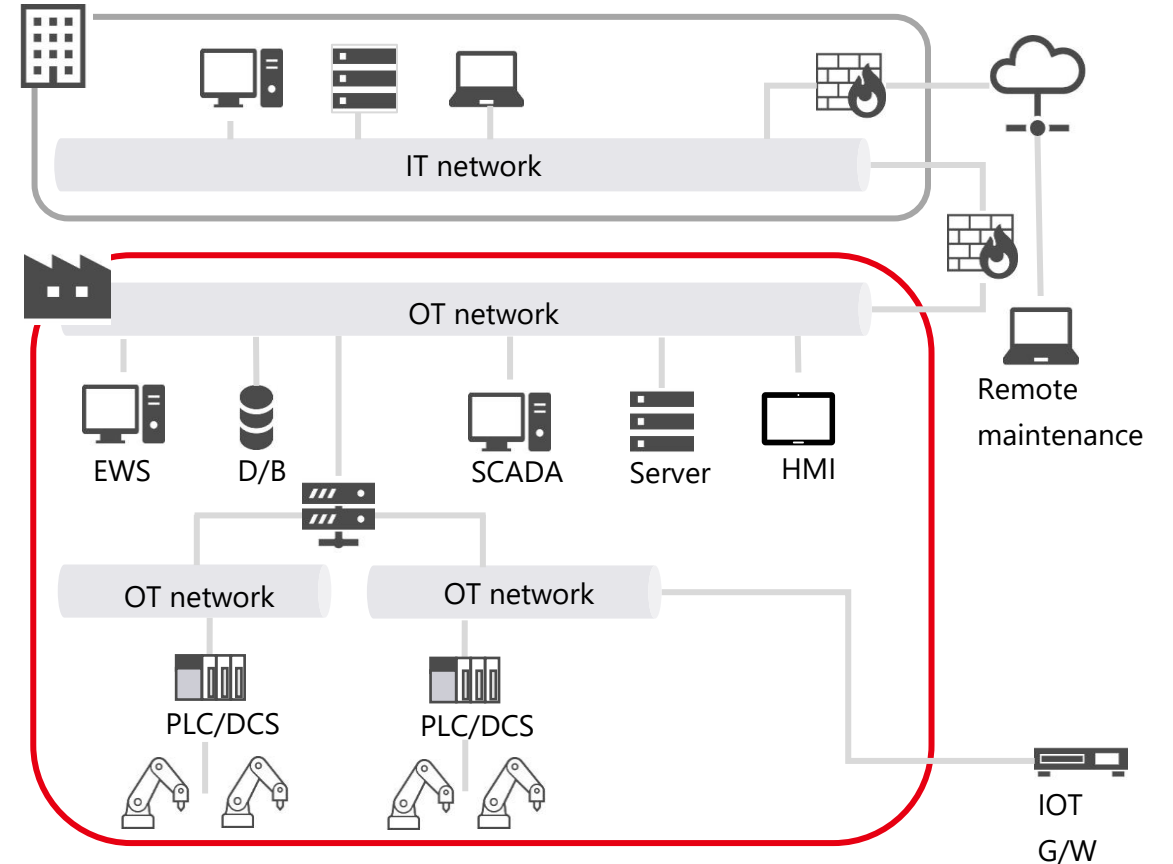 IT network
OT network
Remote
maintenance
EWS
D/B
SCADA
Server
HMI
OT network
OT network
PLC/DCS
PLC/DCS
IOT
G/W